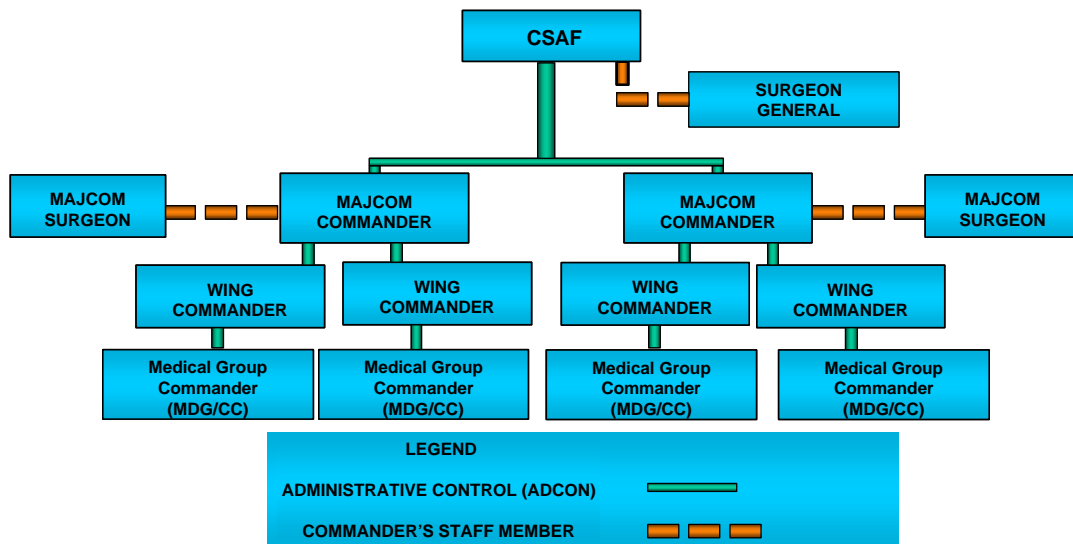 CSAF
SURGEON
GENERAL
MAJCOM
SURGEON
MAJCOM
COMMANDER
MAJCOM
COMMANDER
MAJCOM
SURGEON
WING
COMMANDER
WING
COMMANDER
WING
COMMANDER
WING
COMMANDER
Medical Group
Commander
(MDG/CC)
Medical Group
Commander
(MDG/CC)
Medical Group
Commander
(MDG/CC)
Medical Group
Commander
(MDG/CC)
LEGEND
ADMINISTRATIVE CONTROL (ADCON)
COMMANDER’S STAFF MEMBER